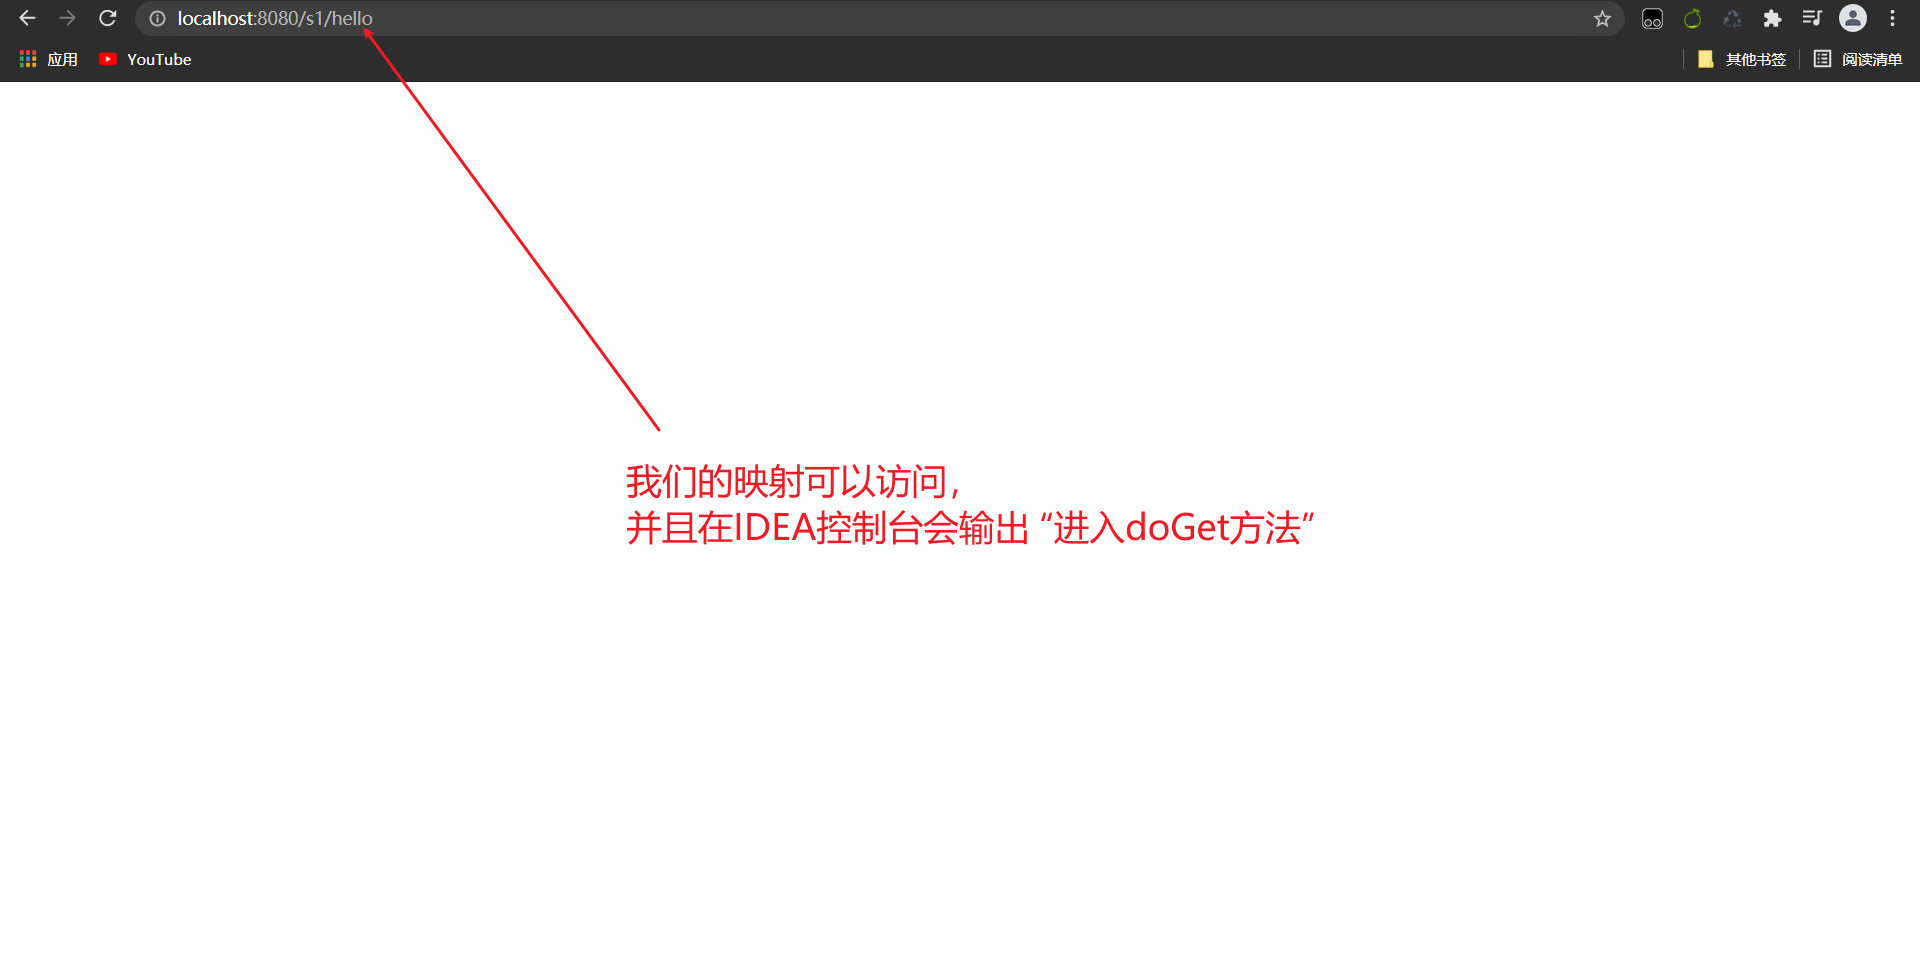 localhost:8080/s1/hello
应用
YouTube
其他书签
阅读清单
我们的映射可以访问，
并且在IDEA控制台会输出 “进入doGet方法”